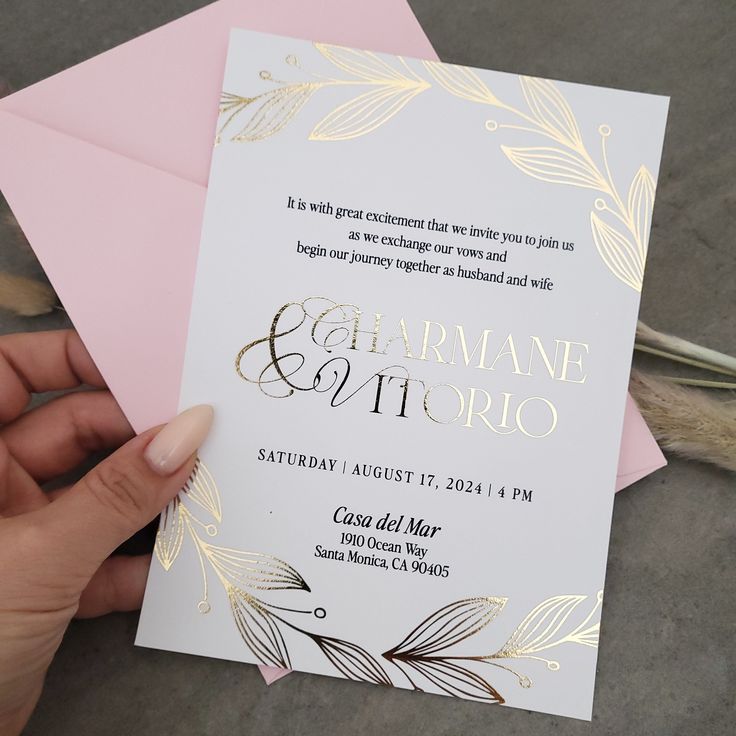 It is with great excitement that we invite you to join us
as we exchange our vows and
begin our journey together as husband and wife
CHARMANE
& VITORIO
SATURDAY | AUGUST 17, 2024 | 4 PM
Casa del Mar
1910 Ocean Way
Santa Monica, CA 90405